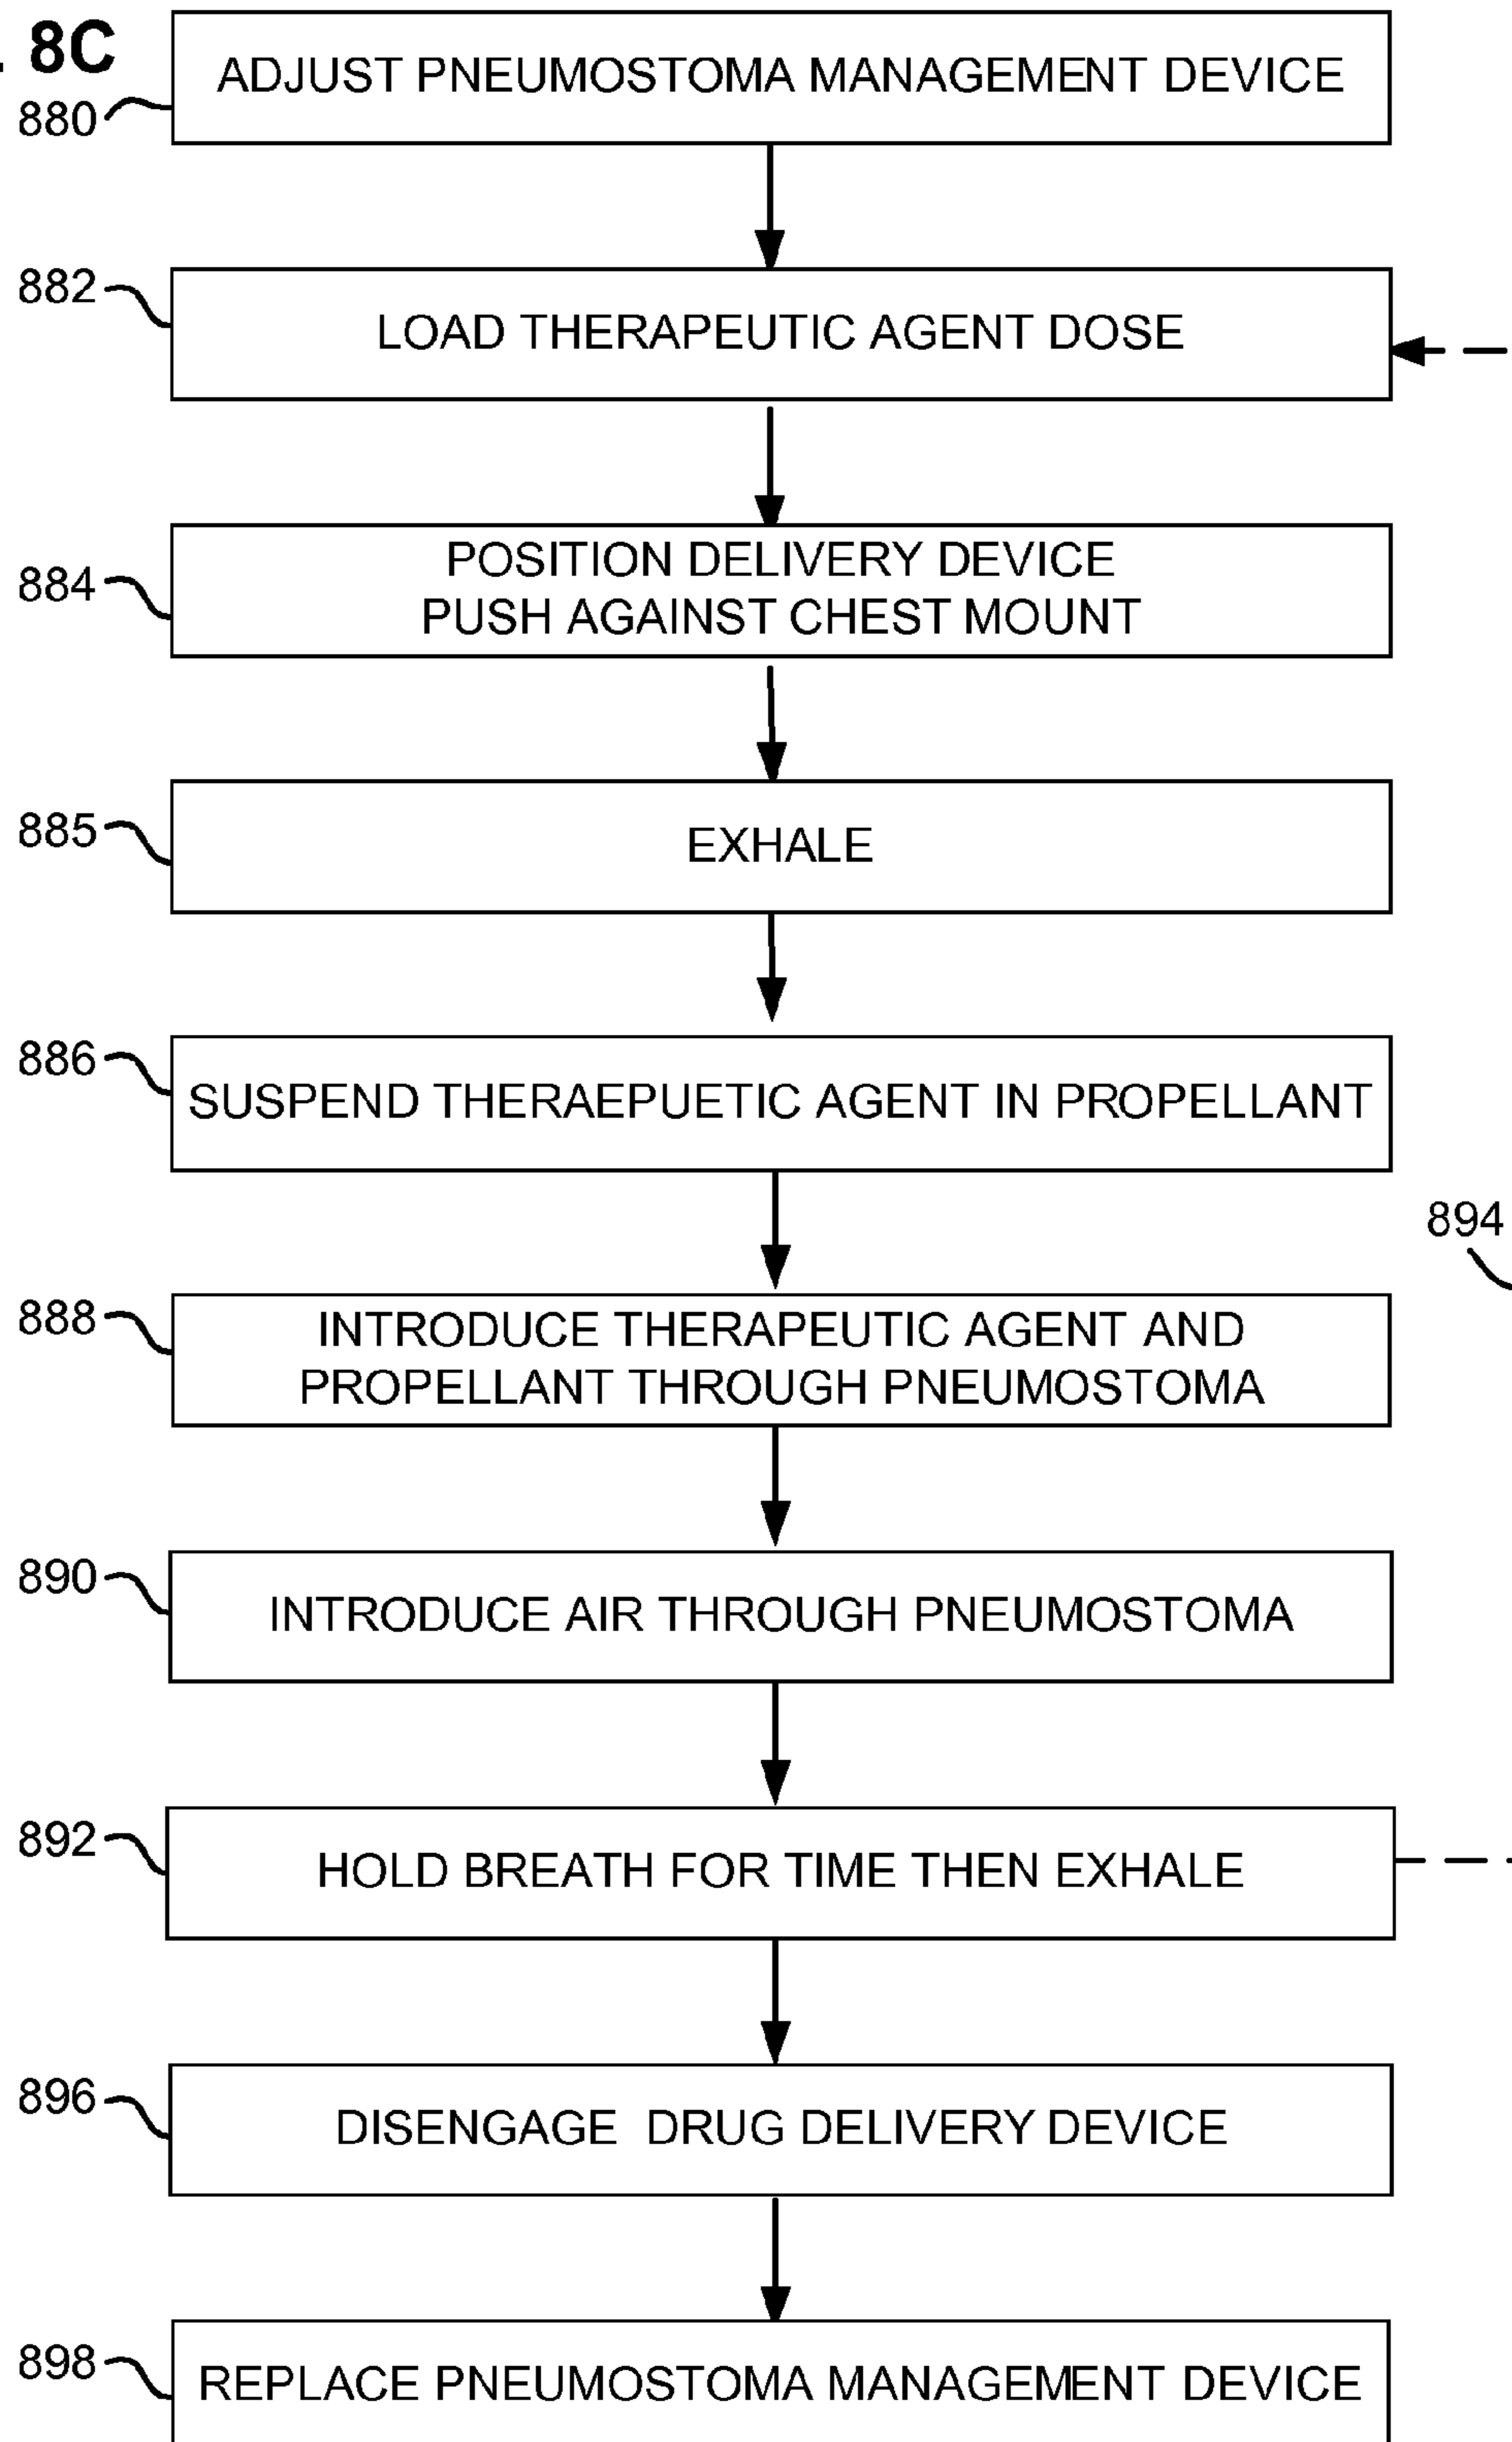 . 8C
ADJUST PNEUMOSTOMA MANAGEMENT DEVICE
880
882
LOAD THERAPEUTIC AGENT DOSE
POSITION DELIVERY DEVICE
884
PUSH AGAINST CHEST MOUNT
885
EXHALE
886
SUSPEND THERAEPUETIC AGENT IN PROPELLANT
894
888
INTRODUCE THERAPEUTIC AGENT AND
PROPELLANT THROUGH PNEUMOSTOMA
890
INTRODUCE AIR THROUGH PNEUMOSTOMA
892
HOLD BREATH FOR TIME THEN EXHALE
896
DISENGAGE DRUG DELIVERY DEVICE
898
REPLACE PNEUMOSTOMA MANAGEMENT DEVICE